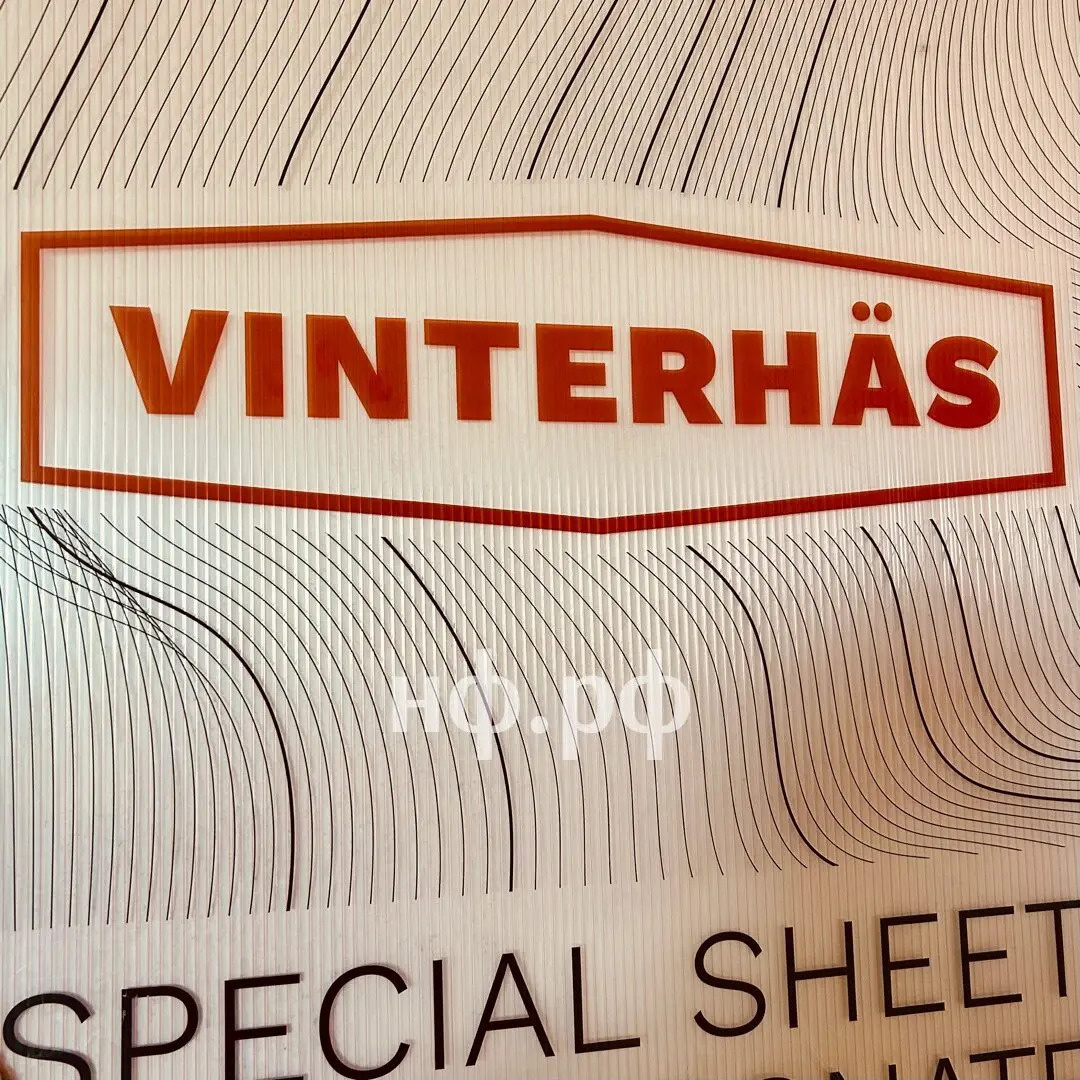 VINTERHÄS
нф.рф
SPECIAL SHEET